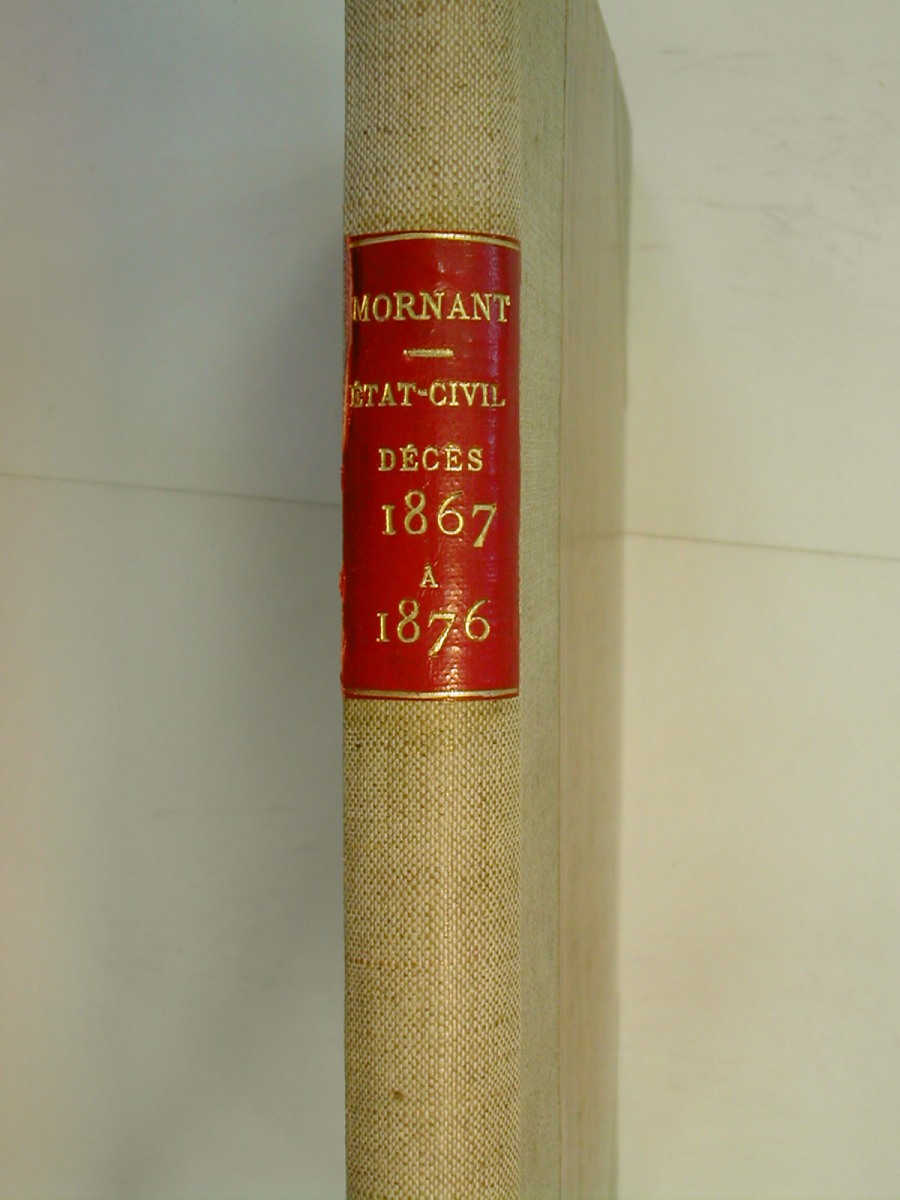 MORNANT
ÉTAT-CIVIL
DÉCÈS
1867
À
1876